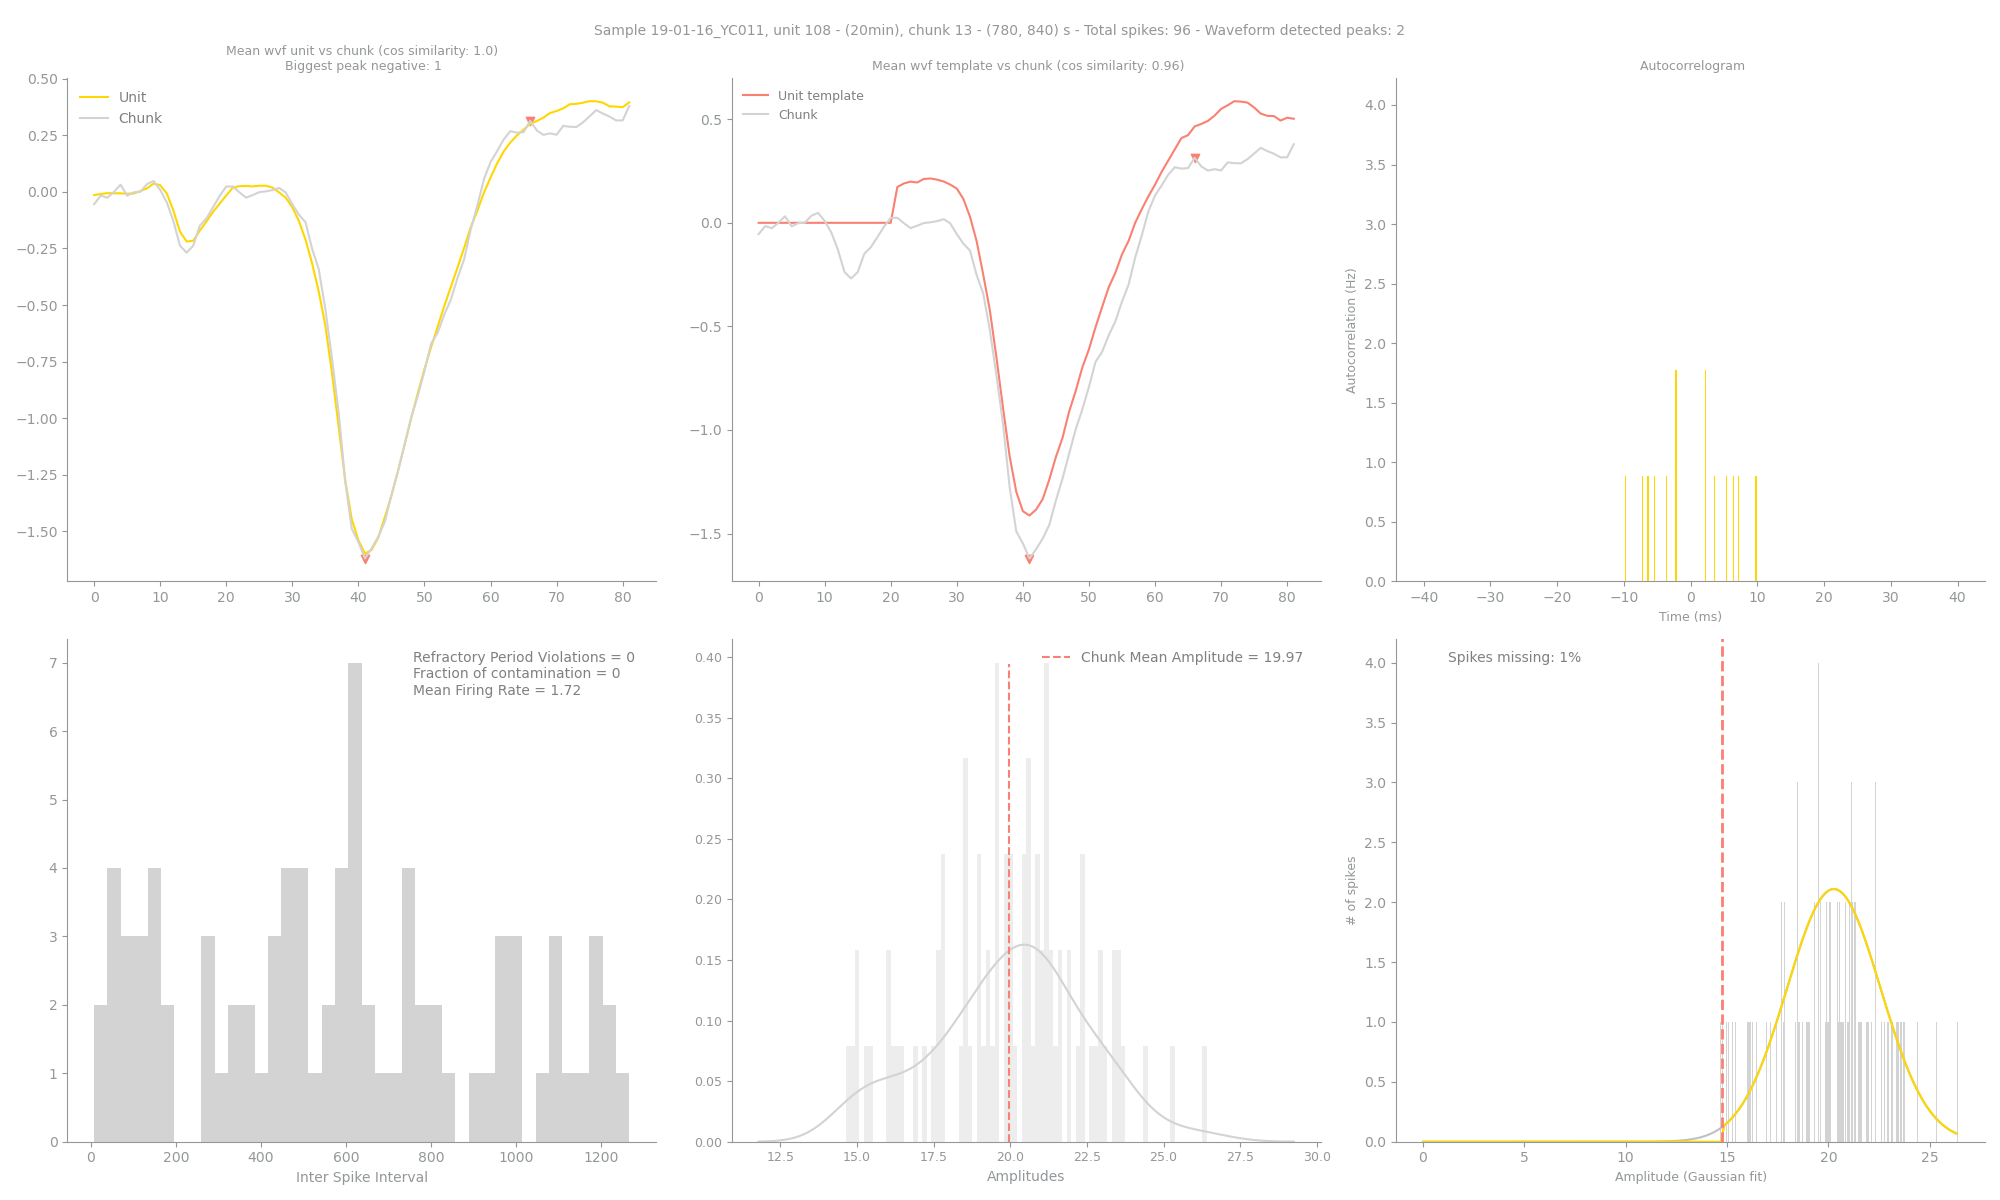 Sample 19-01-16_YC011, unit 108 - (20min), chunk 13 - (780, 840) s - Total spikes: 96 - Waveform detected peaks: 2
Mean wvf unit vs chunk (cos similarity: 1.0)
Biggest peak negative: 1
Unit
Chunk
0.50
0.25
0.00
−0.25
−0.50
−0.75
−1.00
−1.25
−1.50
0 10 20 30 40 50 60 70 80
Mean wvf template vs chunk (cos similarity: 0.96)
Unit template
Chunk
0.5
0.0
−0.5
−1.0
−1.5
0 10 20 30 40 50 60 70 80
Autocorrelogram
Autocorrelation (Hz)
4.0
3.5
3.0
2.5
2.0
1.5
1.0
0.5
0.0
−40 −30 −20 −10 0 10 20 30 40
Time (ms)
Refractory Period Violations = 0
Fraction of contamination = 0
Mean Firing Rate = 1.72
7
6
5
4
3
2
1
0
0 200 400 600 800 1000 1200
Inter Spike Interval
Chunk Mean Amplitude = 19.97
0.40
0.35
0.30
0.25
0.20
0.15
0.10
0.05
0.00
12.5 15.0 17.5 20.0 22.5 25.0 27.5 30.0
Amplitudes
Spikes missing: 1%
# of spikes
4.0
3.5
3.0
2.5
2.0
1.5
1.0
0.5
0.0
0 5 10 15 20 25
Amplitude (Gaussian fit)